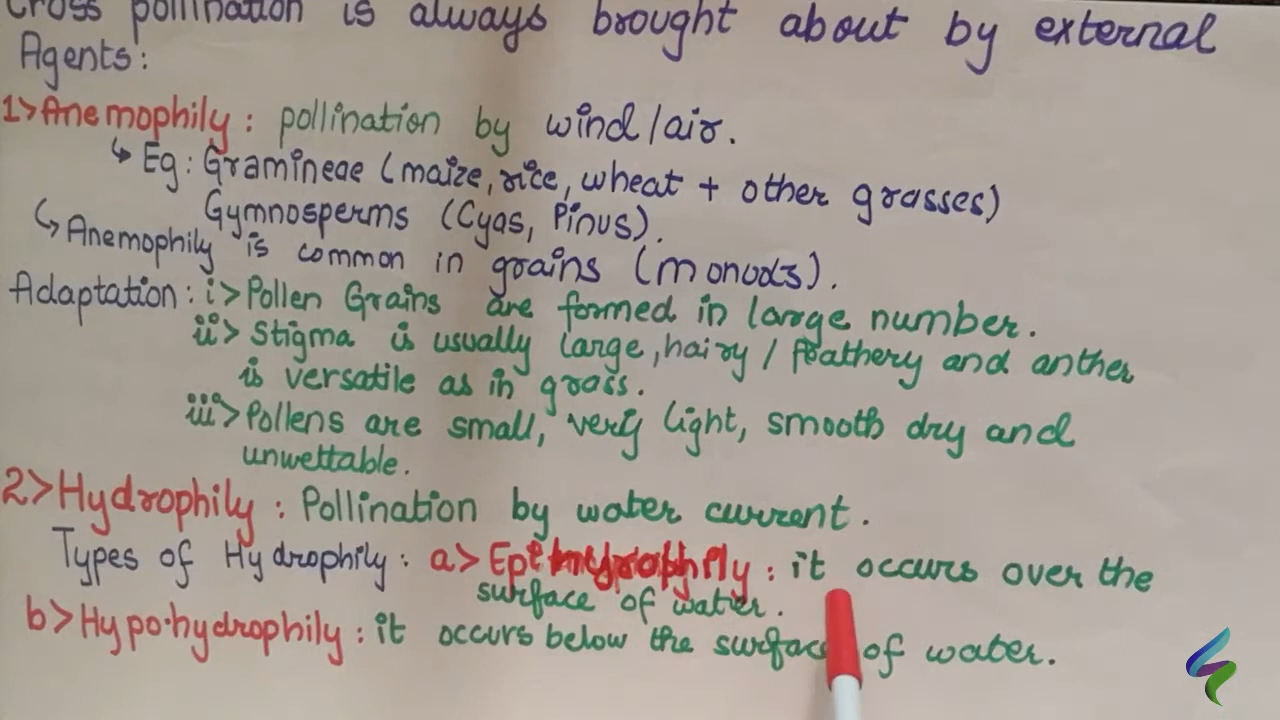 Cross pollination is always brought about by external
Agents:
1> Anemophily: pollination by wind/air.
↳ Eg: Gramineae (maize, rice, wheat + other grasses)
Gymnosperms (Cyas, Pinus).
↳ Anemophily is common in grains (monocots).
Adaptation: i> Pollen Grains are formed in large number.
ii> Stigma is usually large, hairy / feathery and anther
is versatile as in grass.
iii> Pollens are small, very light, smooth dry and
unwettable.
2> Hydrophily: Pollination by water current.
Types of Hydrophily: a> Epihydrophily: it occurs over the
surface of water.
b> Hypo-hydrophily: it occurs below the surface of water.